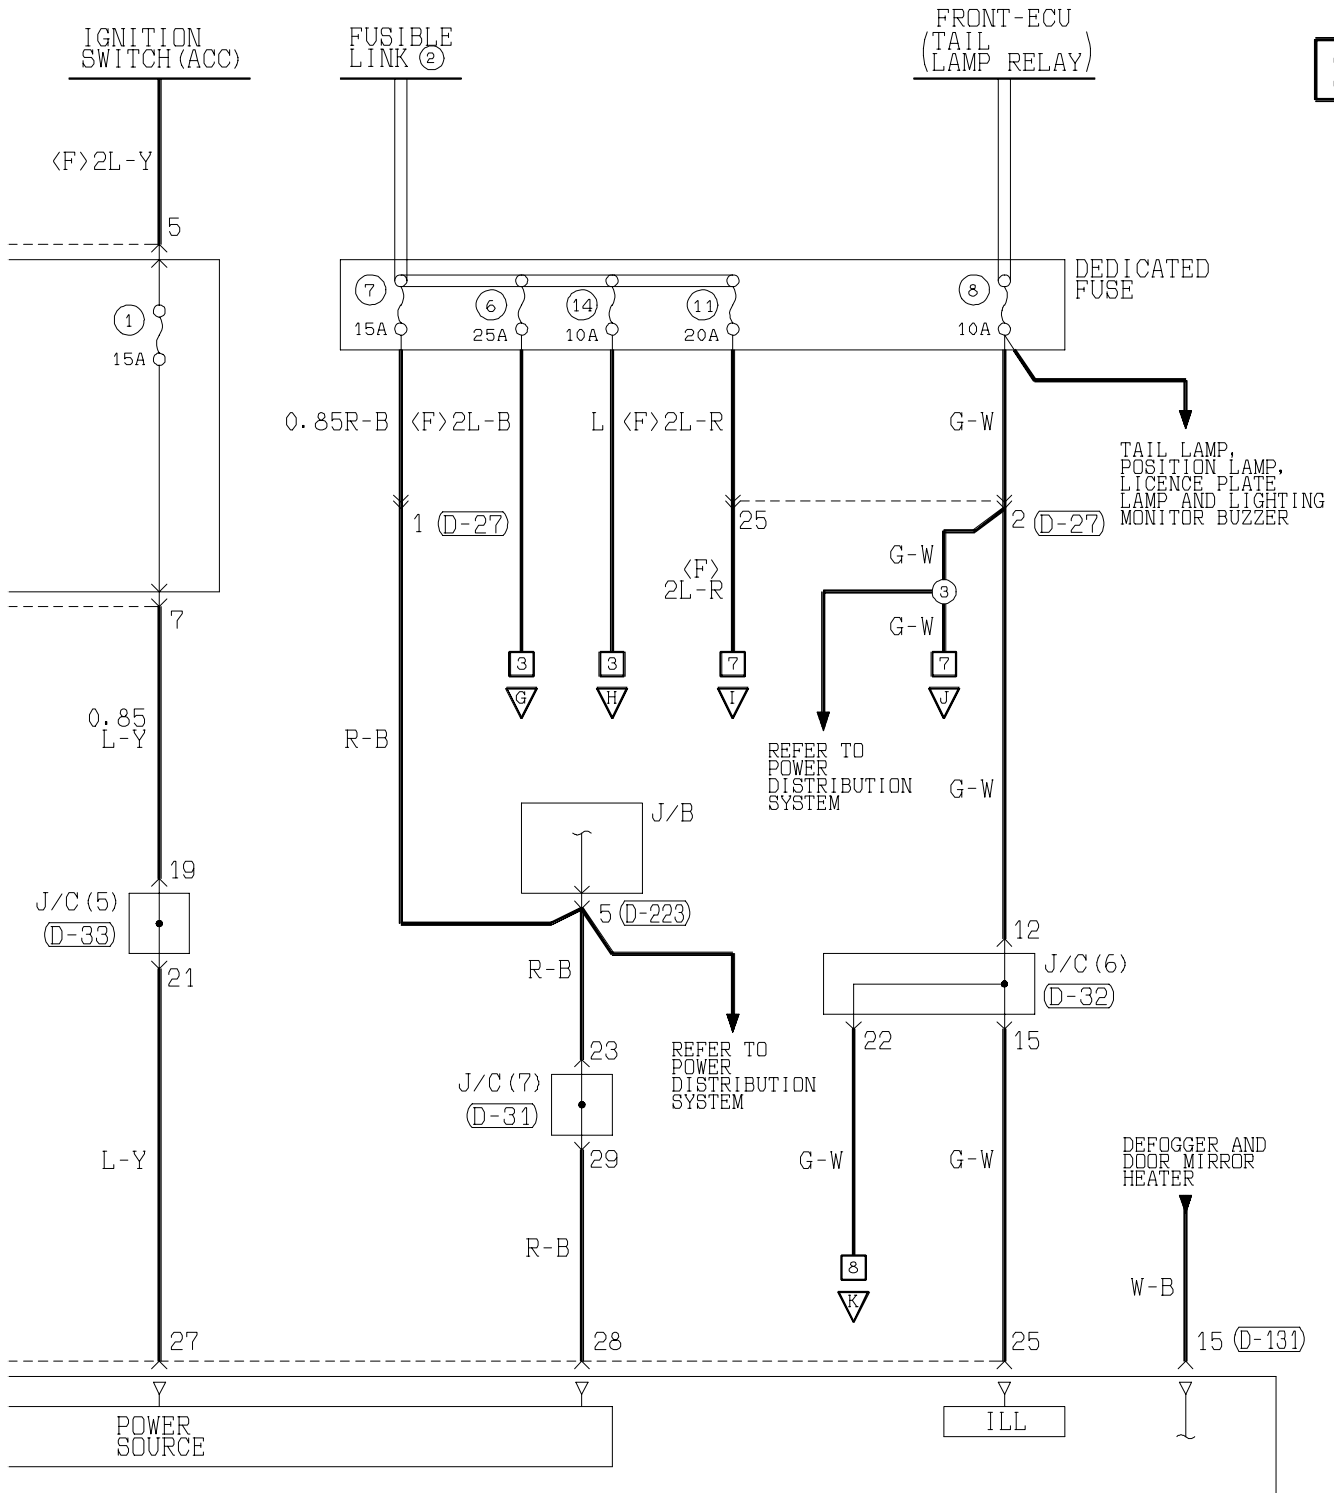 IGNITION
SWITCH(ACC)
FUSIBLE
LINK ②
FRONT-ECU
(TAIL
LAMP RELAY)
<F>2L-Y
5
DEDICATED
FUSE
7
15A
6
25A
14
10A
11
20A
8
10A
1
15A
0.85R-B
<F>2L-B
L
<F>2L-R
G-W
TAIL LAMP,
POSITION LAMP,
LICENCE PLATE
LAMP AND LIGHTING
MONITOR BUZZER
1 (D-27)
25
2 (D-27)
G-W
<F>
2L-R
3
G-W
7
3
3
7
7
G
H
I
J
0.85
L-Y
R-B
REFER TO
POWER
DISTRIBUTION
SYSTEM
G-W
J/B
19
J/C(5)
(D-33)
21
5 (D-223)
R-B
12
J/C(6)
(D-32)
22
15
23
J/C(7)
(D-31)
29
REFER TO
POWER
DISTRIBUTION
SYSTEM
L-Y
G-W
G-W
DEFOGGER AND
DOOR MIRROR
HEATER
R-B
8
K
W-B
27
28
25
15 (D-131)
POWER
SOURCE
ILL